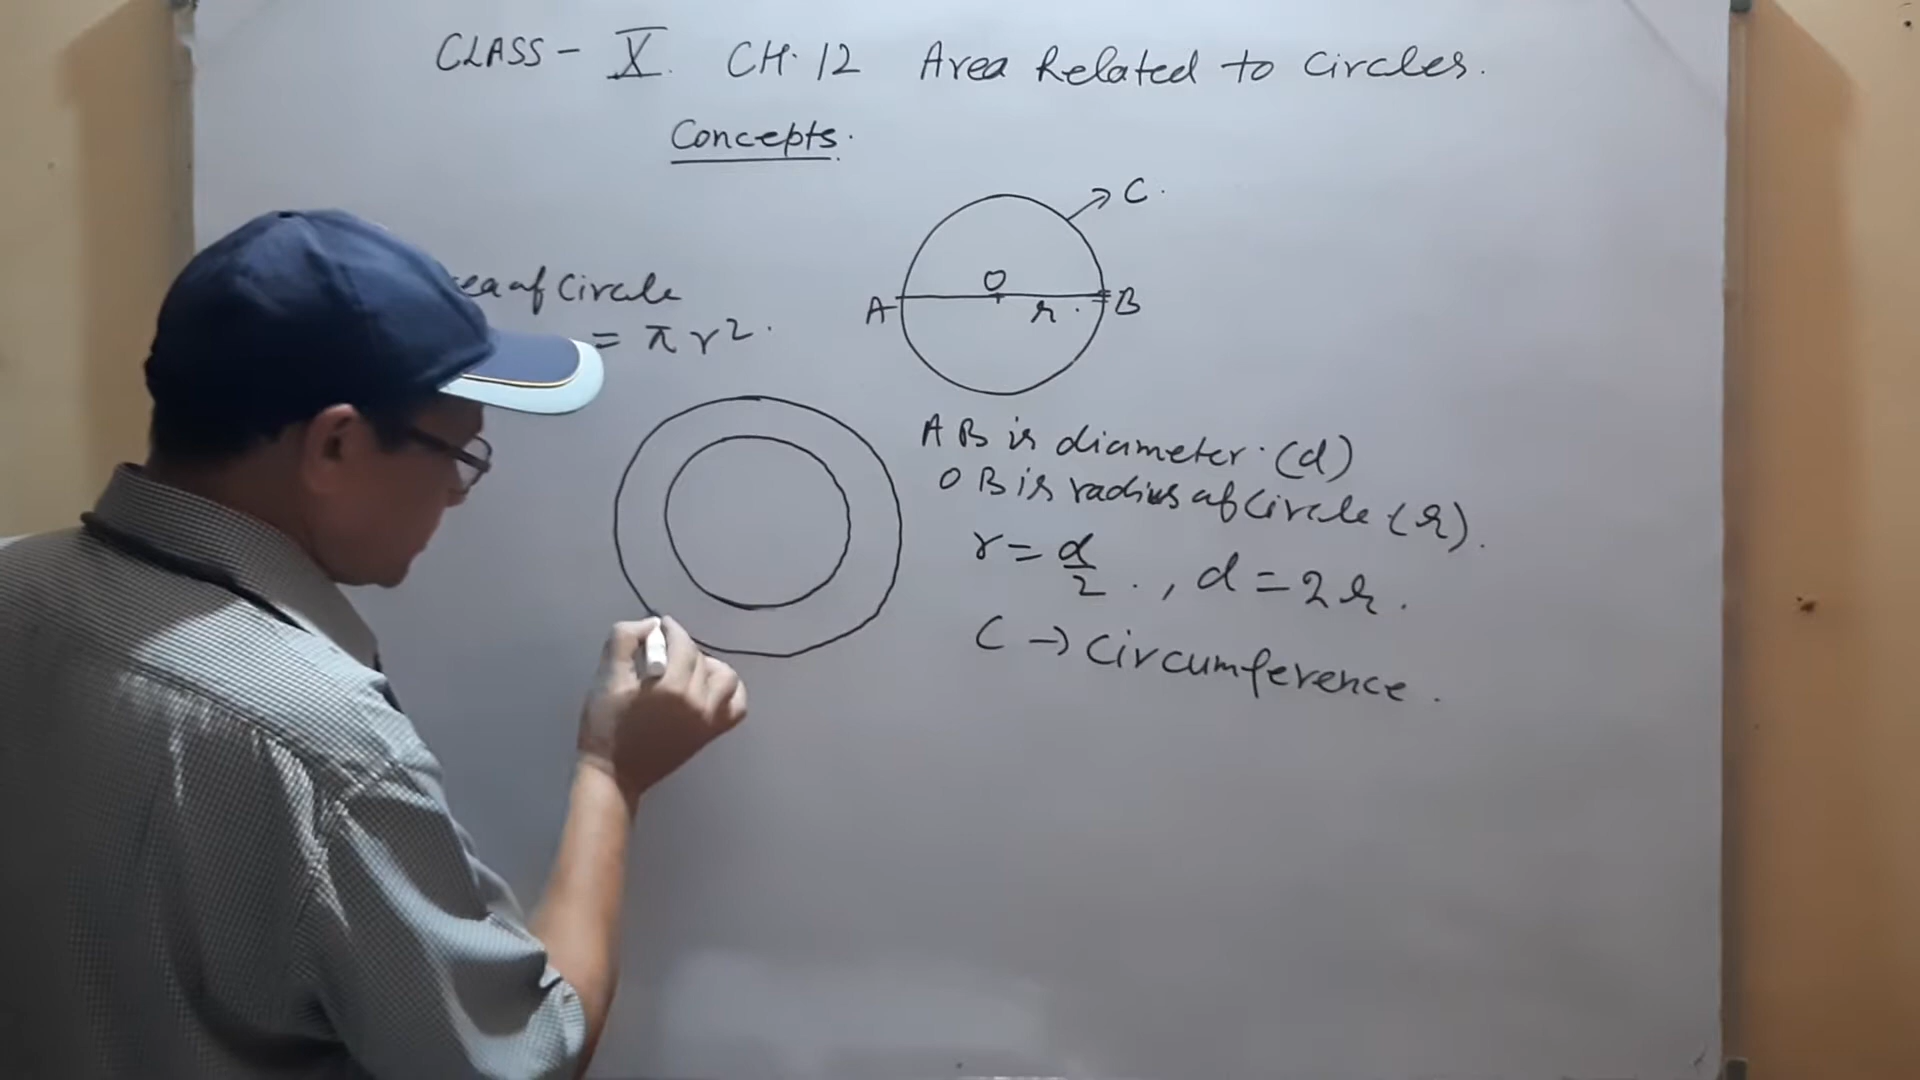 CLASS - X. CH. 12 Area Related to Circles.
Concepts.
C.
of Circle
= πr2.
O
A
r.
B
AB is diameter. (d)
OB is radius of Circle (r).
r = d/2 . , d = 2r.
C → Circumference.